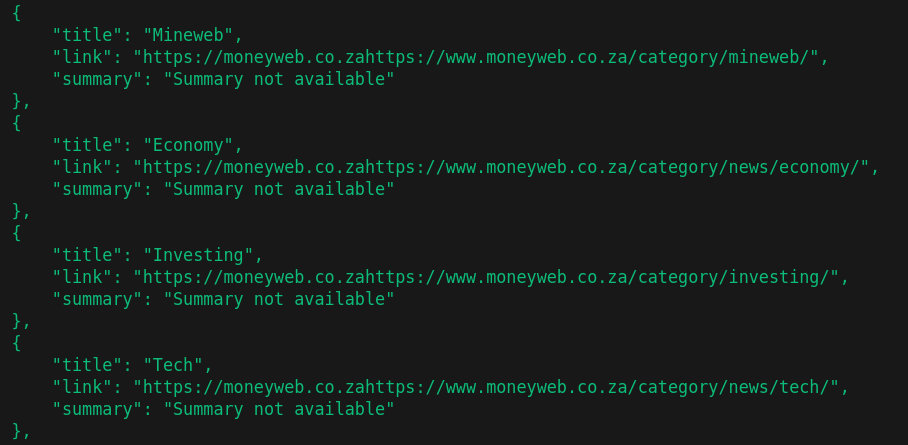 {
    "title": "Mineweb",
    "link": "https://moneyweb.co.zahttps://www.moneyweb.co.za/category/mineweb/",
    "summary": "Summary not available"
},
{
    "title": "Economy",
    "link": "https://moneyweb.co.zahttps://www.moneyweb.co.za/category/news/economy/",
    "summary": "Summary not available"
},
{
    "title": "Investing",
    "link": "https://moneyweb.co.zahttps://www.moneyweb.co.za/category/investing/",
    "summary": "Summary not available"
},
{
    "title": "Tech",
    "link": "https://moneyweb.co.zahttps://www.moneyweb.co.za/category/news/tech/",
    "summary": "Summary not available"
},